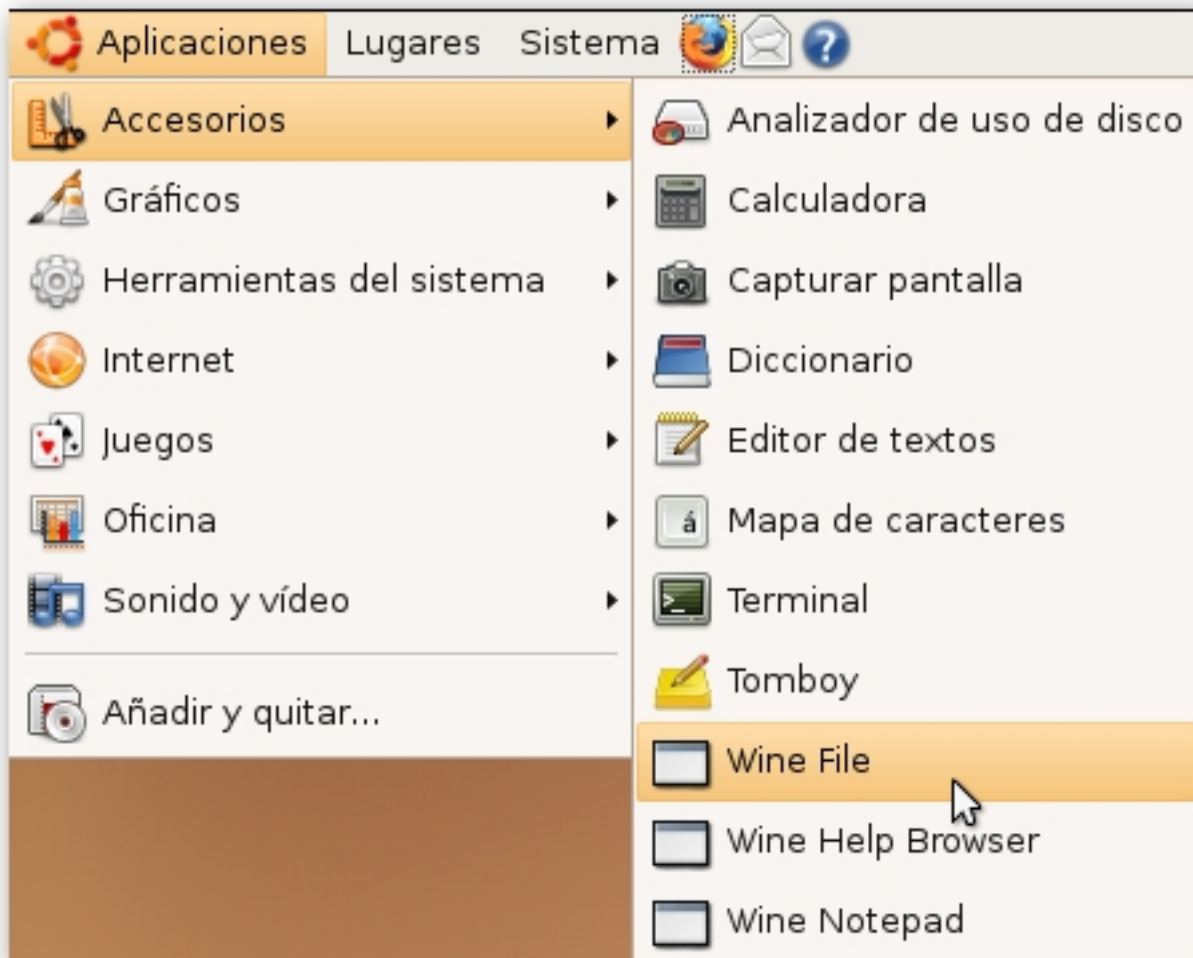 Aplicaciones Lugares Sistema
Accesorios
Gráficos
Herramientas del sistema
Internet
Juegos
Oficina
Sonido y vídeo
Añadir y quitar...
Analizador de uso de disco
Calculadora
Capturar pantalla
Diccionario
Editor de textos
Mapa de caracteres
Terminal
Tomboy
Wine File
Wine Help Browser
Wine Notepad